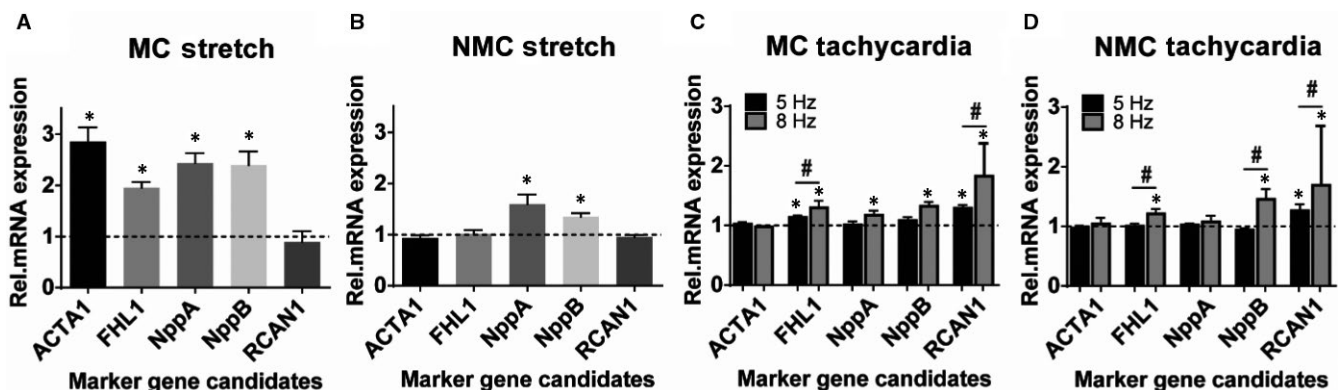 A
MC stretch
Rel.mRNA expression
3
2
1
0
*
*
*
*
ACTA1
FHL1
NppA
NppB
RCAN1
Marker gene candidates
B
NMC stretch
Rel.mRNA expression
3
2
1
0
*
*
ACTA1
FHL1
NppA
NppB
RCAN1
Marker gene candidates
C
MC tachycardia
Rel.mRNA expression
3
2
1
0
5 Hz
8 Hz
#
#
*
*
*
*
*
*
ACTA1
FHL1
NppA
NppB
RCAN1
Marker gene candidates
D
NMC tachycardia
Rel.mRNA expression
3
2
1
0
5 Hz
8 Hz
#
#
#
*
*
*
*
ACTA1
FHL1
NppA
NppB
RCAN1
Marker gene candidates